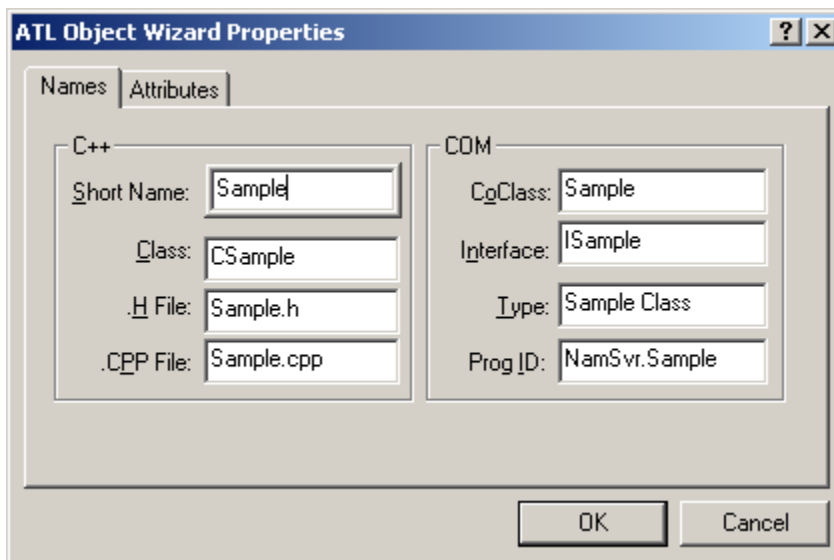 ATL Object Wizard Properties
Names
Attributes
C++
Short Name: Sample
Class: CSample
.H File: Sample.h
.CPP File: Sample.cpp
COM
CoClass: Sample
Interface: ISample
Type: Sample Class
Prog ID: NamSvr.Sample
OK
Cancel